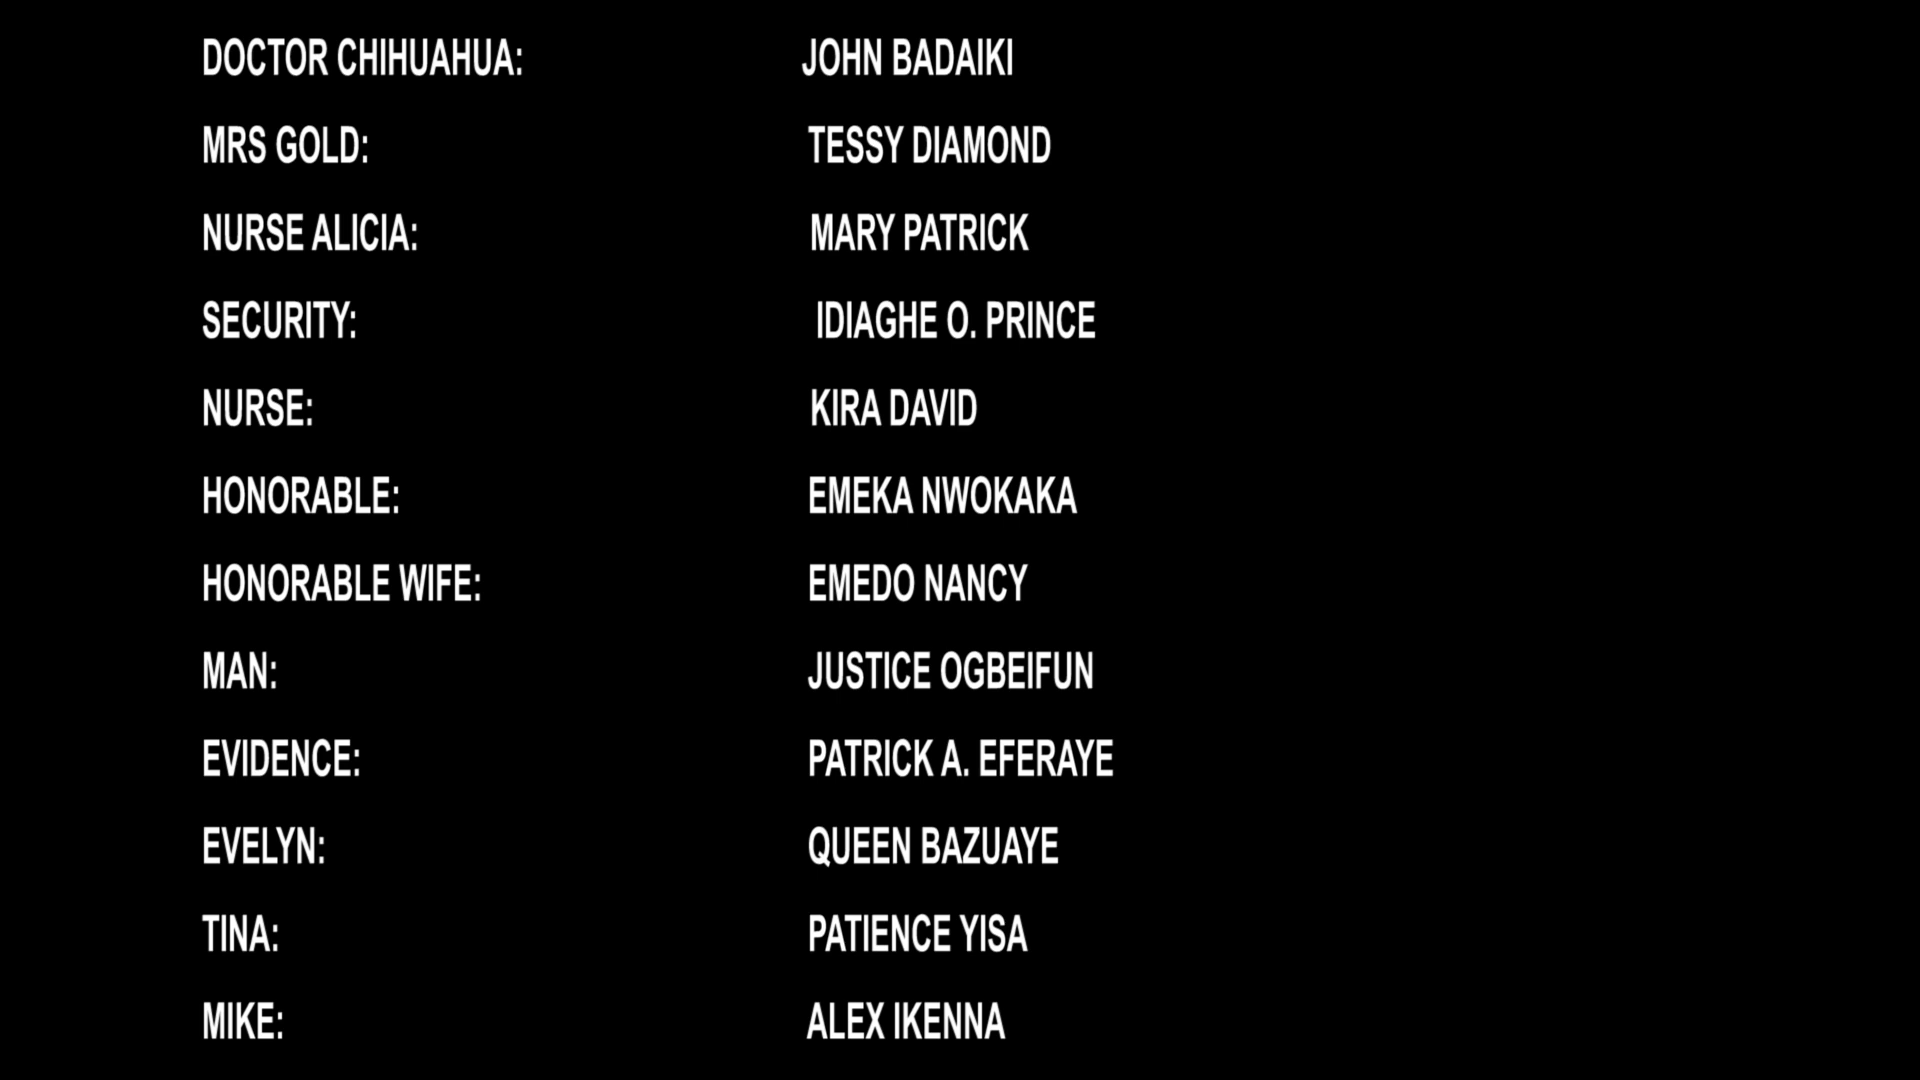 DOCTOR CHIHUAHUA: JOHN BADAIKI
MRS GOLD: TESSY DIAMOND
NURSE ALICIA: MARY PATRICK
SECURITY: IDIAGHE O. PRINCE
NURSE: KIRA DAVID
HONORABLE: EMEKA NWOKAKA
HONORABLE WIFE: EMEDO NANCY
MAN: JUSTICE OGBEIFUN
EVIDENCE: PATRICK A. EFERAYE
EVELYN: QUEEN BAZUAYE
TINA: PATIENCE YISA
MIKE: ALEX IKENNA